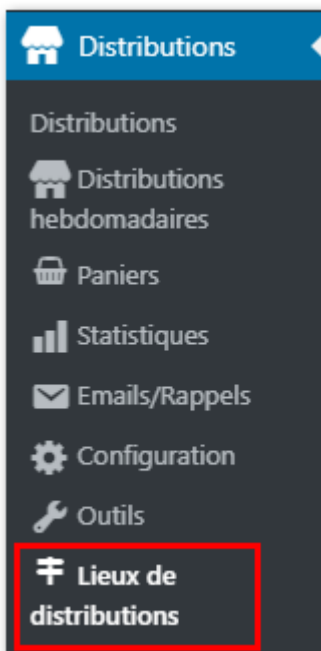 Distributions
Distributions
Distributions
hebdomadaires
Paniers
Statistiques
Emails/Rappels
Configuration
Outils
Lieux de
distributions